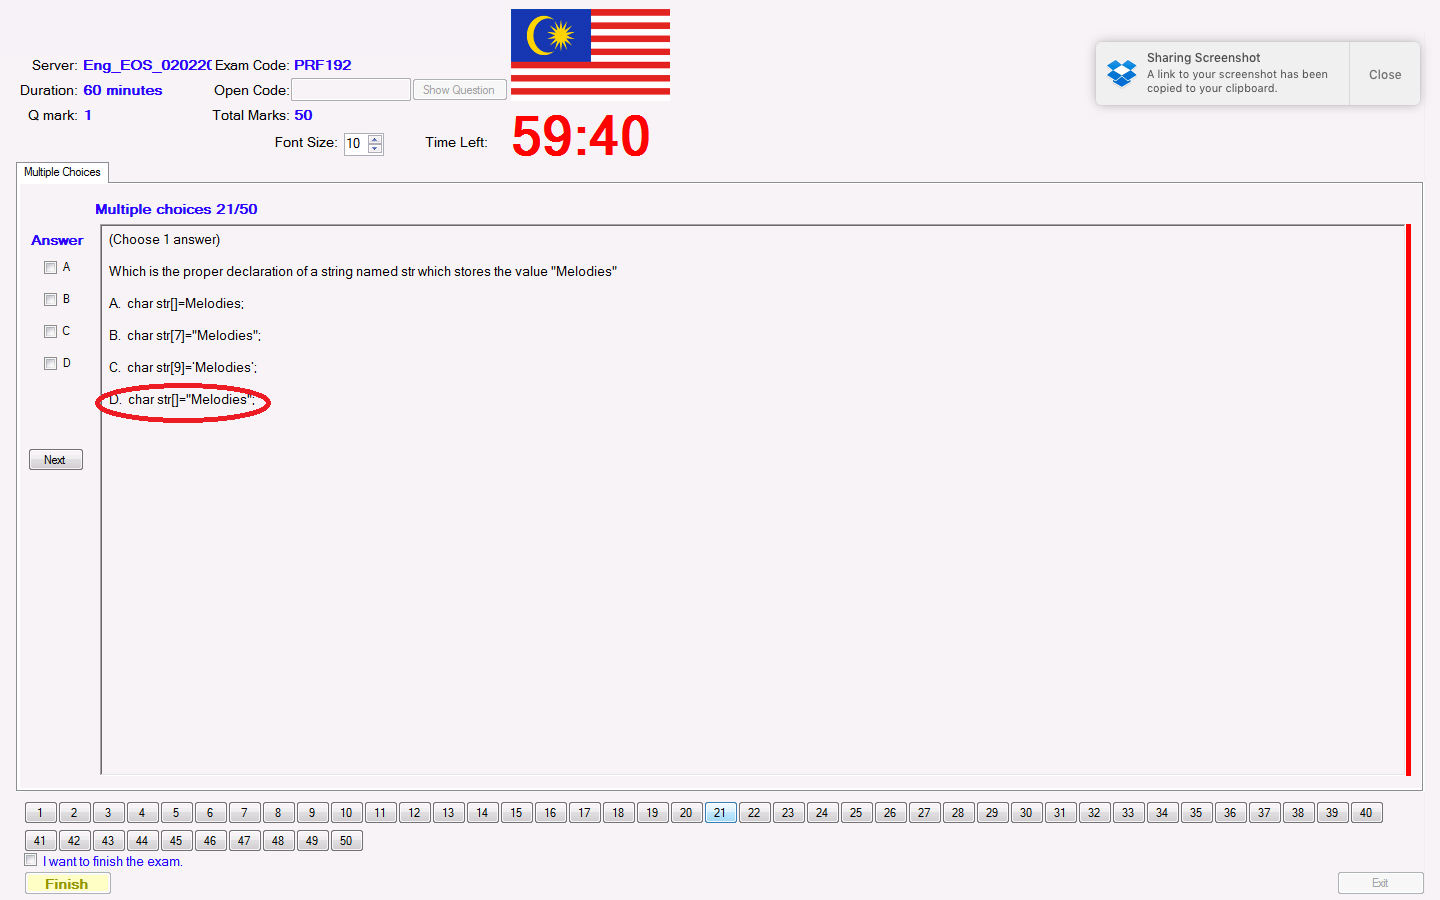 Server: Eng_EOS_020220 Exam Code: PRF192
Duration: 60 minutes Open Code: Show Question
Q mark: 1 Total Marks: 50
Font Size: 10 Time Left: 59:40
Sharing Screenshot
A link to your screenshot has been
copied to your clipboard.
Close
Multiple Choices
Multiple choices 21/50
Answer
A
B
C
D
Next
(Choose 1 answer)
Which is the proper declaration of a string named str which stores the value "Melodies"
A. char str[]=Melodies;
B. char str[7]="Melodies";
C. char str[9]='Melodies';
D. char str[]="Melodies";
1 2 3 4 5 6 7 8 9 10 11 12 13 14 15 16 17 18 19 20 21 22 23 24 25 26 27 28 29 30 31 32 33 34 35 36 37 38 39 40
41 42 43 44 45 46 47 48 49 50
I want to finish the exam.
Finish
Exit